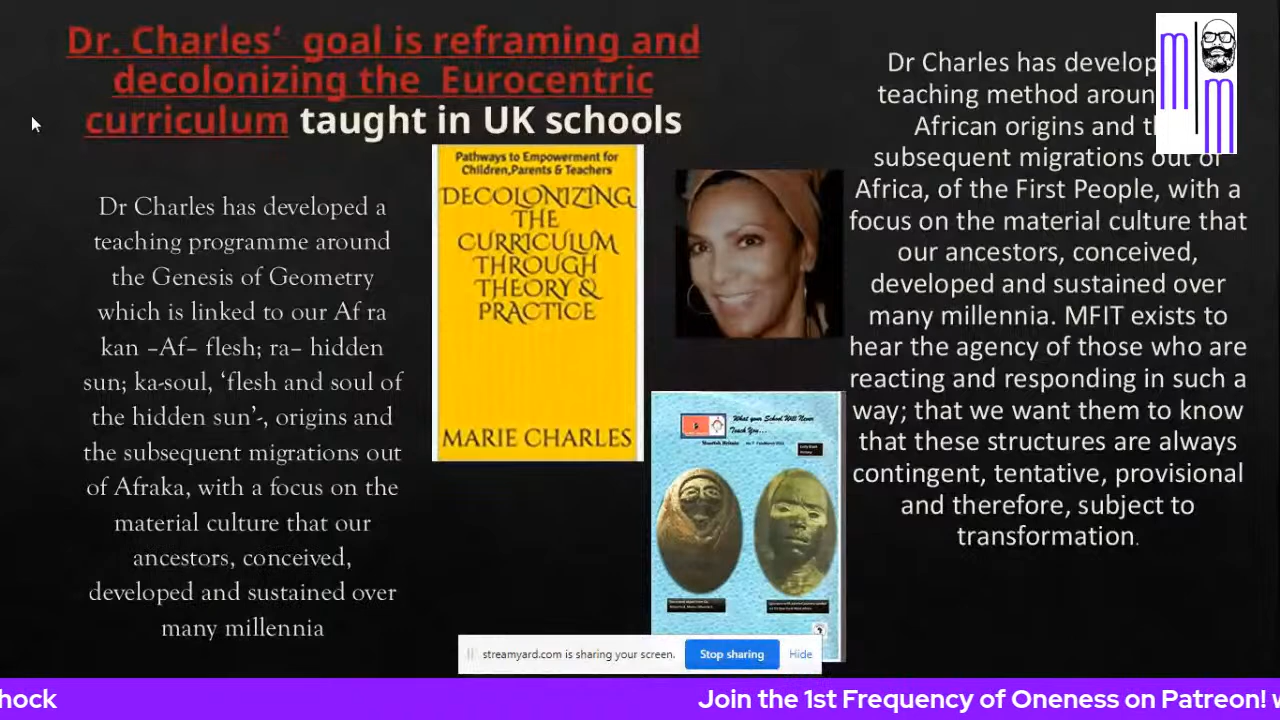 Dr. Charles’ goal is reframing and
decolonizing the Eurocentric
curriculum taught in UK schools
Dr Charles has developed a
teaching programme around
the Genesis of Geometry
which is linked to our Af ra
kan –Af– flesh; ra– hidden
sun; ka-soul, ‘flesh and soul of
the hidden sun’-, origins and
the subsequent migrations out
of Afraka, with a focus on the
material culture that our
ancestors, conceived,
developed and sustained over
many millennia
Pathways to Empowerment for
Children,Parents & Teachers
DECOLONIZING
THE
CURRICULUM
THROUGH
THEORY &
PRACTICE
MARIE CHARLES
What your School Will Never
Teach You...
Dr Charles has develop
teaching method aroun
African origins and th
subsequent migrations out of
Africa, of the First People, with a
focus on the material culture that
our ancestors, conceived,
developed and sustained over
many millennia. MFIT exists to
hear the agency of those who are
reacting and responding in such a
way; that we want them to know
that these structures are always
contingent, tentative, provisional
and therefore, subject to
transformation.
m
m
streamyard.com is sharing your screen.
Stop sharing
Hide
hock
Join the 1st Frequency of Oneness on Patreon! w